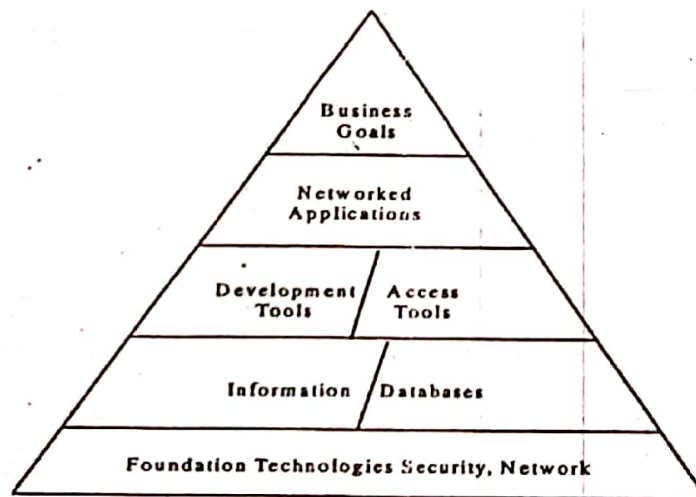 Business
Goals
Networked
Applications
Development
Tools
Access
Tools
Information
Databases
Foundation Technologies Security, Network